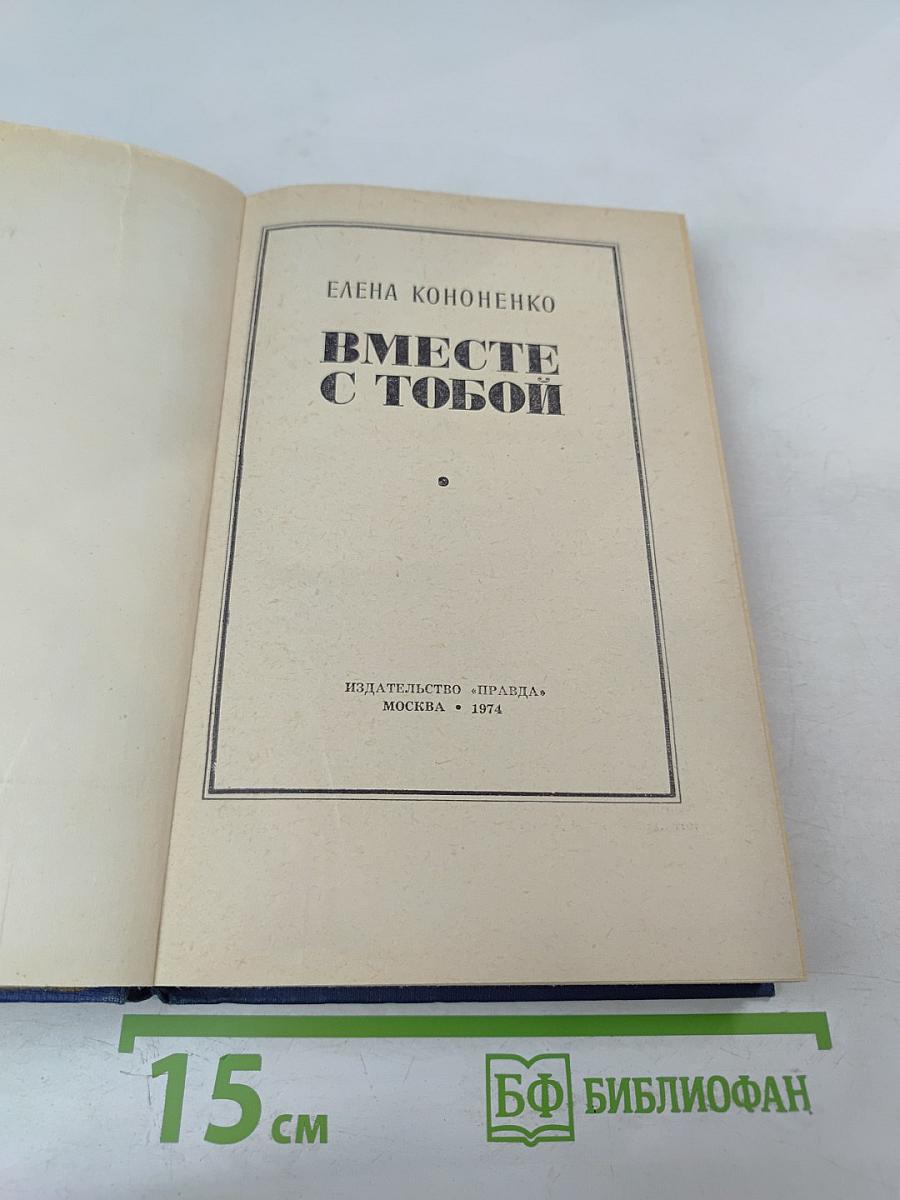 ЕЛЕНА КОНОНЕНКО
ВМЕСТЕ
С ТОБОЙ
ИЗДАТЕЛЬСТВО «ПРАВДА»
МОСКВА • 1974
15 см
БФ БИБЛИОФАН